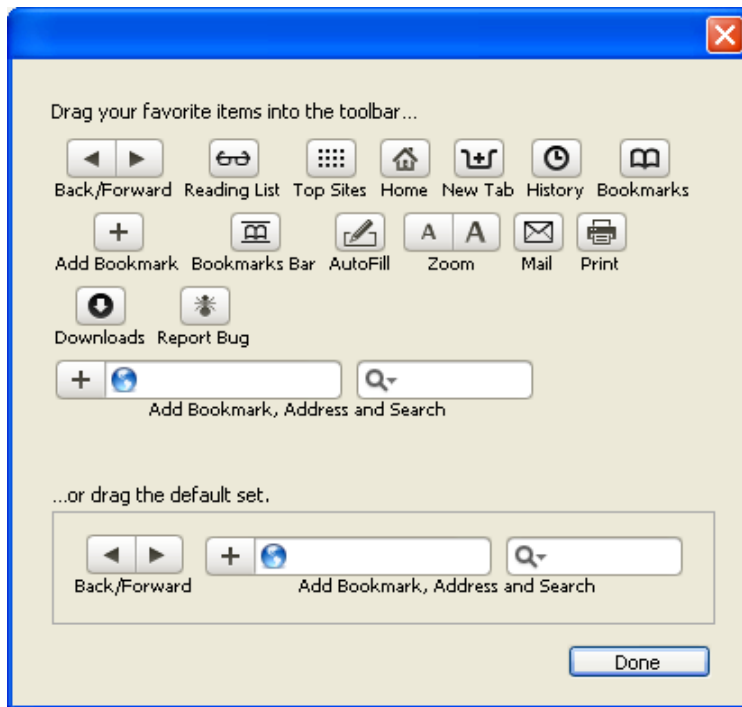 Drag your favorite items into the toolbar...
Back/Forward Reading List Top Sites Home New Tab History Bookmarks
A A
Add Bookmark Bookmarks Bar AutoFill Zoom Mail Print
Downloads Report Bug
Add Bookmark, Address and Search
...or drag the default set.
Back/Forward Add Bookmark, Address and Search
Done